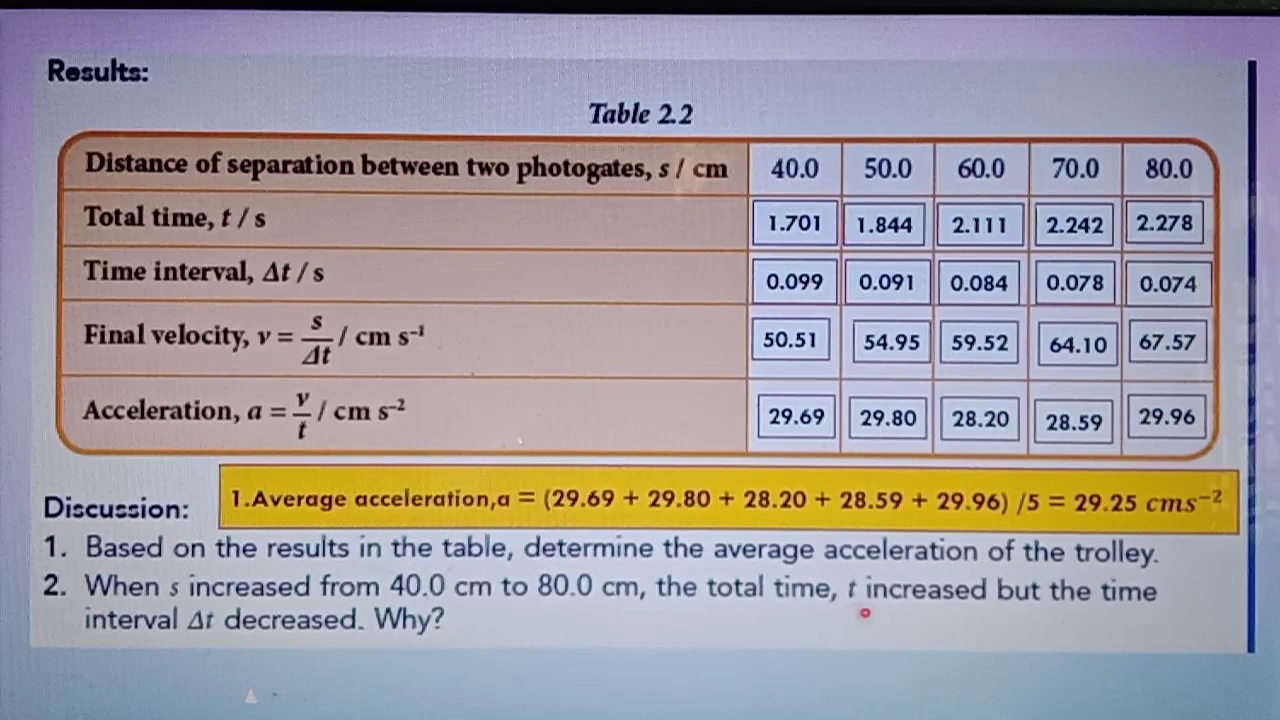 Results:
Table 2.2
Distance of separation between two photogates, s / cm 40.0 50.0 60.0 70.0 80.0
Total time, t / s 1.701 1.844 2.111 2.242 2.278
Time interval, Δt / s 0.099 0.091 0.084 0.078 0.074
Final velocity, v = s/Δt / cm s⁻¹ 50.51 54.95 59.52 64.10 67.57
Acceleration, a = v/t / cm s⁻² 29.69 29.80 28.20 28.59 29.96
1.Average acceleration,a = (29.69 + 29.80 + 28.20 + 28.59 + 29.96) /5 = 29.25 cms⁻²
Discussion:
1. Based on the results in the table, determine the average acceleration of the trolley.
2. When s increased from 40.0 cm to 80.0 cm, the total time, t increased but the time
interval Δt decreased. Why?